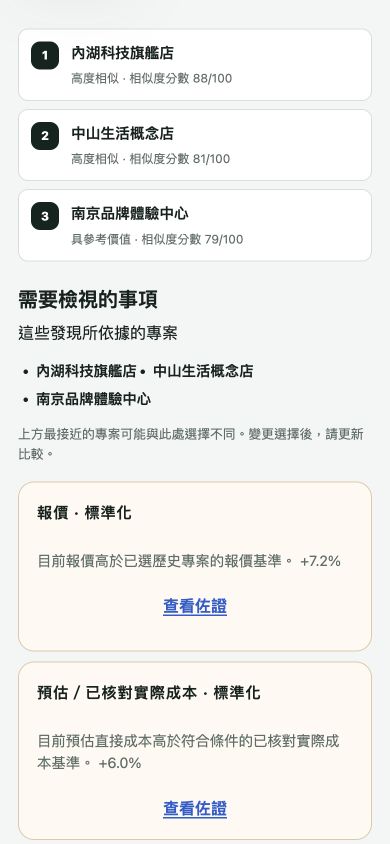 1 內湖科技旗艦店
高度相似 · 相似度分數 88/100
2 中山生活概念店
高度相似 · 相似度分數 81/100
3 南京品牌體驗中心
具參考價值 · 相似度分數 79/100
需要檢視的事項
這些發現所依據的專案
• 內湖科技旗艦店 • 中山生活概念店
• 南京品牌體驗中心
上方最接近的專案可能與此處選擇不同。變更選擇後，請更新
比較。
報價 · 標準化
目前報價高於已選歷史專案的報價基準。 +7.2%
查看佐證
預估 / 已核對實際成本 · 標準化
目前預估直接成本高於符合條件的已核對實際成
本基準。 +6.0%
查看佐證